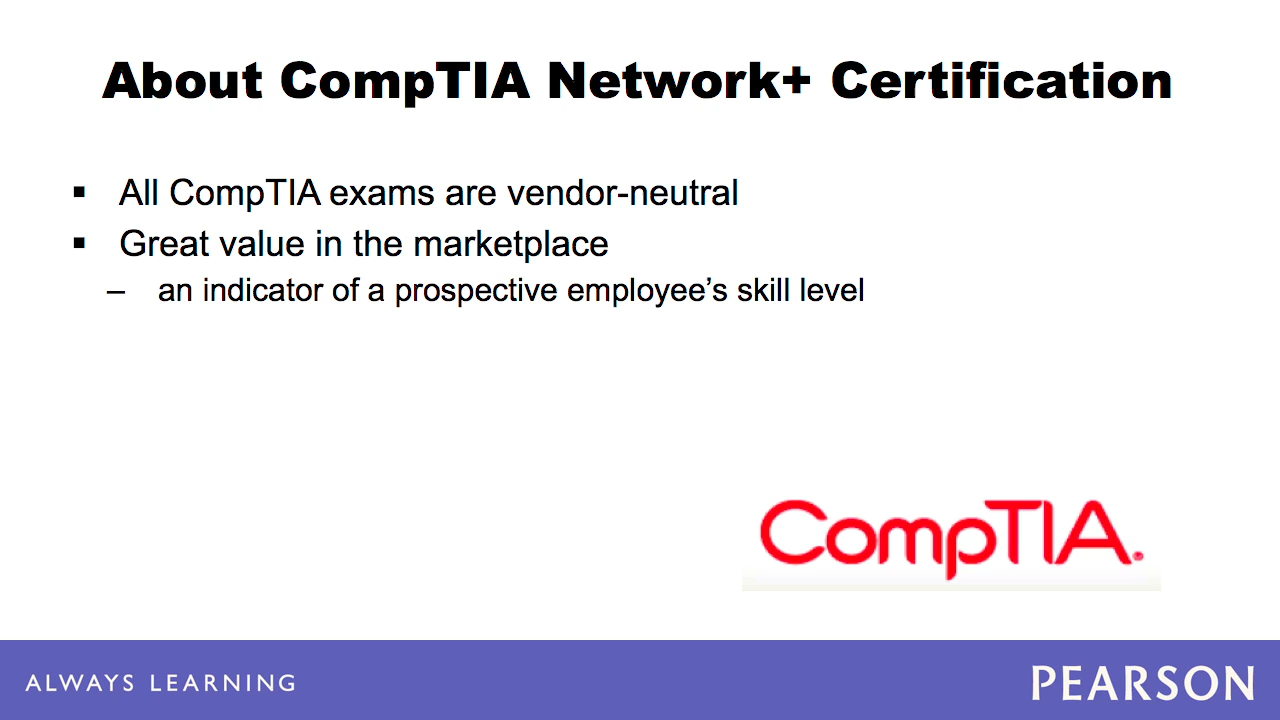 About CompTIA Network+ Certification
▪ All CompTIA exams are vendor-neutral
▪ Great value in the marketplace
– an indicator of a prospective employee’s skill level
CompTIA®
ALWAYS LEARNING
PEARSON